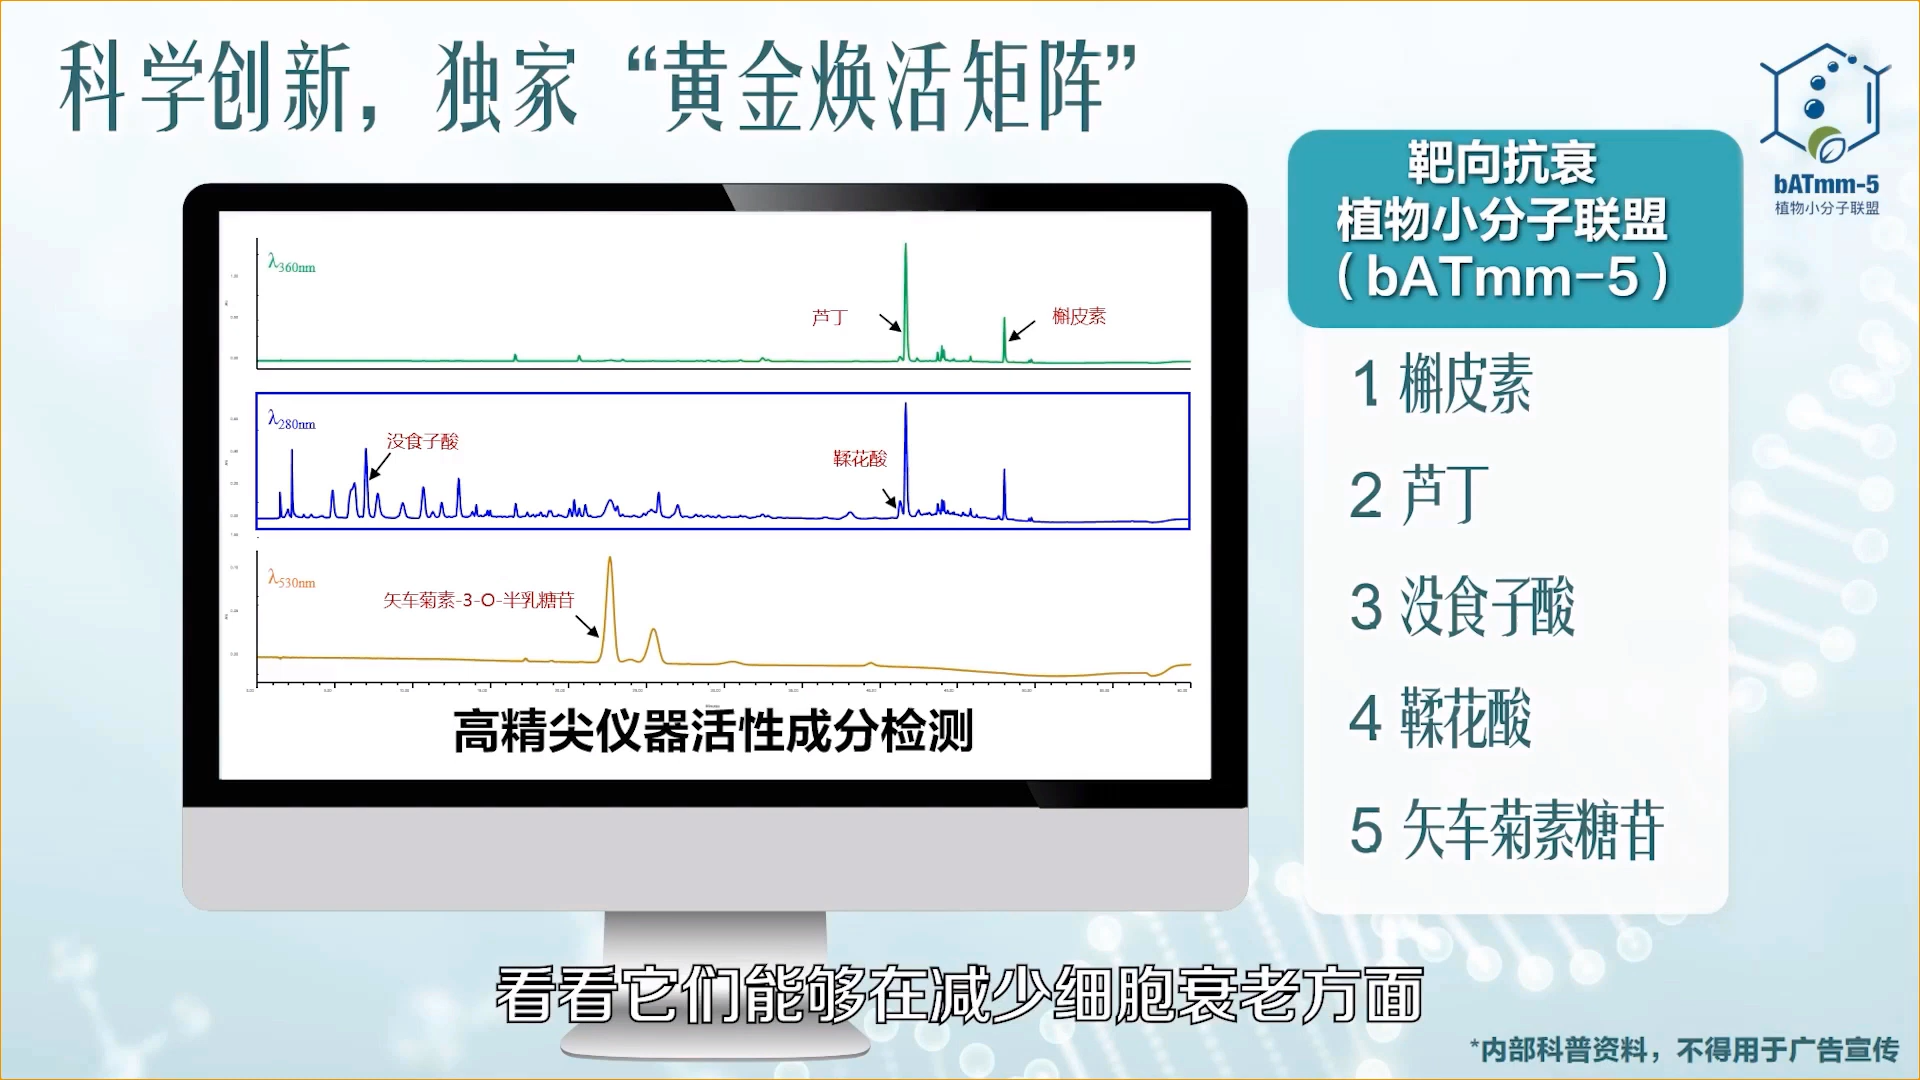 科学创新，独家“黄金焕活矩阵”
bATmm-5
植物小分子联盟
靶向抗衰
植物小分子联盟
（bATmm-5）
1 槲皮素
2 芦丁
3 没食子酸
4 鞣花酸
5 矢车菊素糖苷
λ360nm
芦丁
槲皮素
λ280nm
没食子酸
鞣花酸
λ530nm
矢车菊素-3-O-半乳糖苷
高精尖仪器活性成分检测
看看它们能够在减少细胞衰老方面
*内部科普资料，不得用于广告宣传